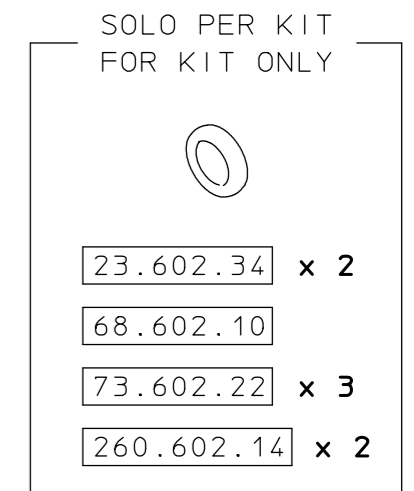 SOLO PER KIT
FOR KIT ONLY
23.602.34 x 2
68.602.10
73.602.22 x 3
260.602.14 x 2